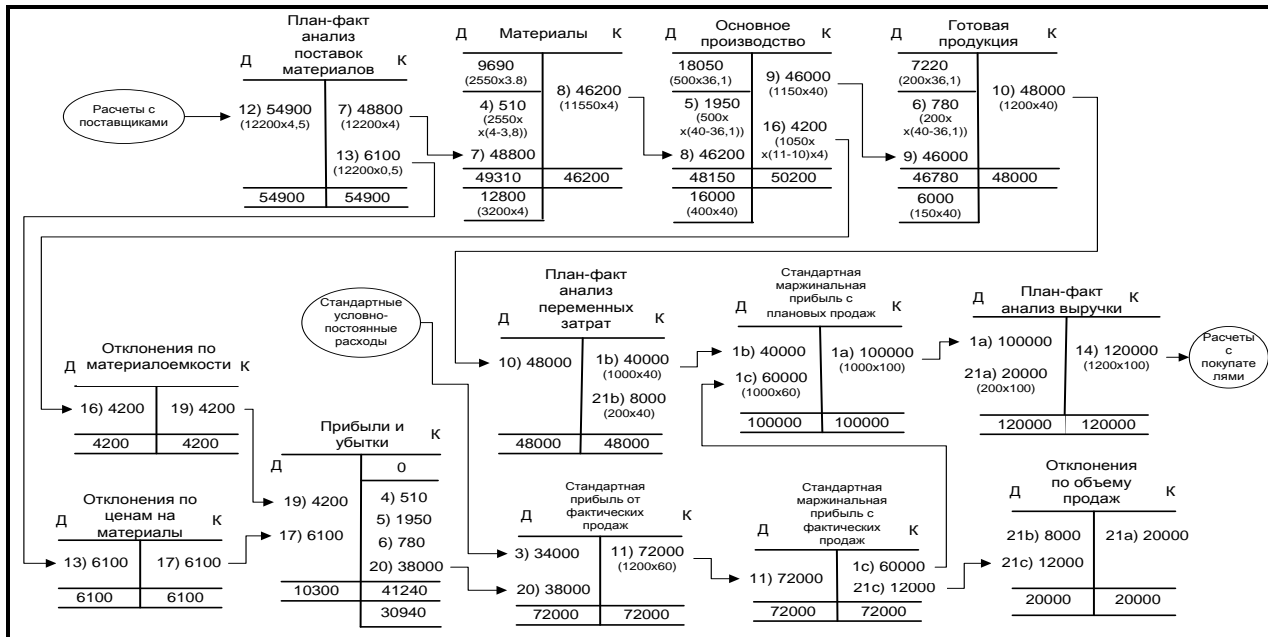 План-факт
анализ
поставок
материалов
Д К
12) 54900
(12200x4,5)
7) 48800
(12200x4)
13) 6100
(12200x0,5)
54900 54900
Расчеты с
поставщиками
Д Материалы К
9690
(2550x3.8)
4) 510
(2550x
x(4-3,8))
7) 48800
8) 46200
(11550x4)
49310 46200
12800
(3200x4)
Основное
производство
Д К
18050
(500x36,1)
5) 1950
(500x
x(40-36,1))
8) 46200
9) 46000
(1150x40)
16) 4200
(1050x
x(11-10)x4)
48150 50200
16000
(400x40)
Готовая
продукция
Д К
7220
(200x36,1)
6) 780
(200x
x(40-36,1))
9) 46000
10) 48000
(1200x40)
46780 48000
6000
(150x40)
Отклонения по
материалоемкости
Д К
16) 4200 19) 4200
4200 4200
Отклонения по
ценам на
материалы
Д К
13) 6100 17) 6100
6100 6100
Стандартные
условно-
постоянные
расходы
Прибыли и
убытки
Д К
0
19) 4200
17) 6100
4) 510
5) 1950
6) 780
20) 38000
10300 41240
30940
План-факт
анализ
переменных
затрат
Д К
10) 48000
1b) 40000
(1000x40)
21b) 8000
(200x40)
48000 48000
Стандартная
маржинальная
прибыль с
плановых продаж
Д К
1b) 40000
1c) 60000
(1000x60)
1a) 100000
(1000x100)
100000 100000
План-факт
анализ выручки
Д К
1a) 100000
21a) 20000
(200x100)
14) 120000
(1200x100)
120000 120000
Расчеты
с
покупате
лями
Стандартная
прибыль от
фактических
продаж
Д К
3) 34000
20) 38000
11) 72000
(1200x60)
72000 72000
Стандартная
маржинальная
прибыль с
фактических
продаж
Д К
11) 72000
1c) 60000
21c) 12000
72000 72000
Отклонения
по объему
продаж
Д К
21b) 8000
21c) 12000
21a) 20000
20000 20000